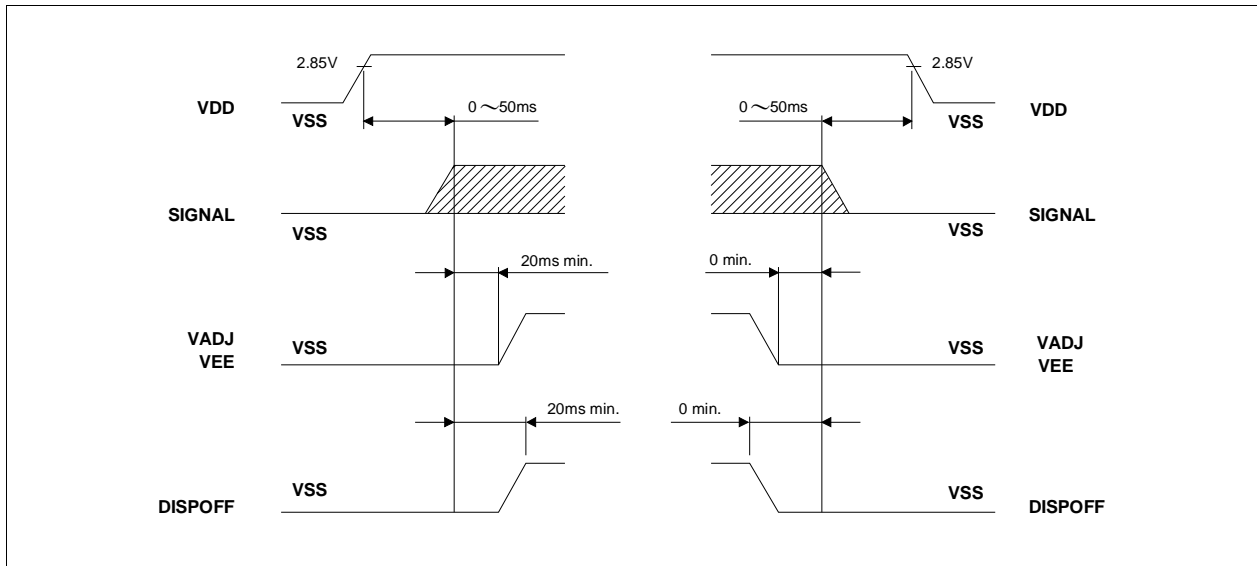 2.85V 2.85V
VDD VSS 0 ～50ms 0 ～50ms VSS VDD
SIGNAL VSS VSS SIGNAL
20ms min. 0 min.
VADJ VSS VSS VADJ
VEE VEE
20ms min. 0 min.
DISPOFF VSS VSS DISPOFF